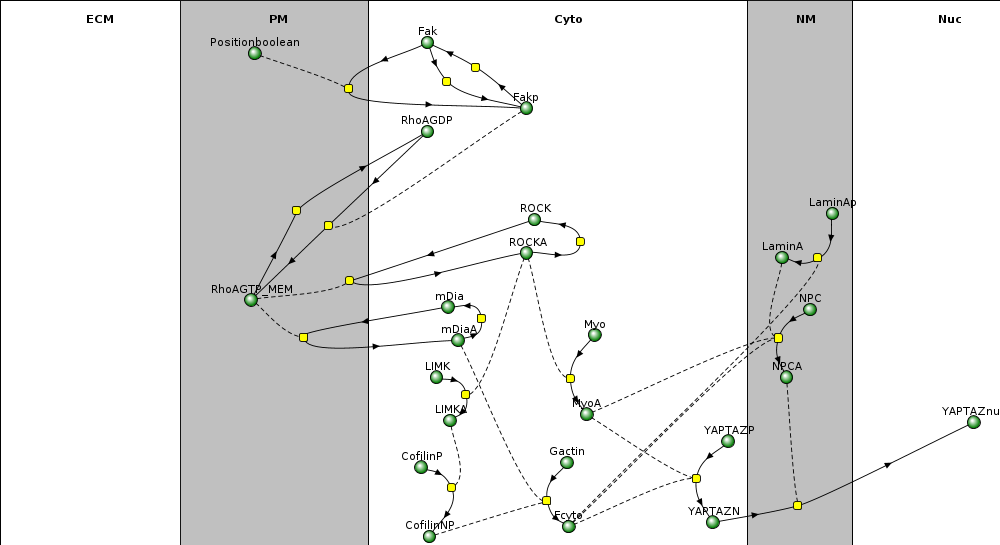 ECM
PM
Cyto
NM
Nuc
Positionboolean
Fak
Fakp
RhoAGDP
LaminAp
ROCK
ROCKA
LaminA
RhoAGTP_MEM
mDia
NPC
mDiaA
Myo
LIMK
NPCA
LIMKA
MyoA
YAPTAZnu
YAPTAZP
CofilinP
Gactin
YAPTAZN
Fcyto
CofilinNP